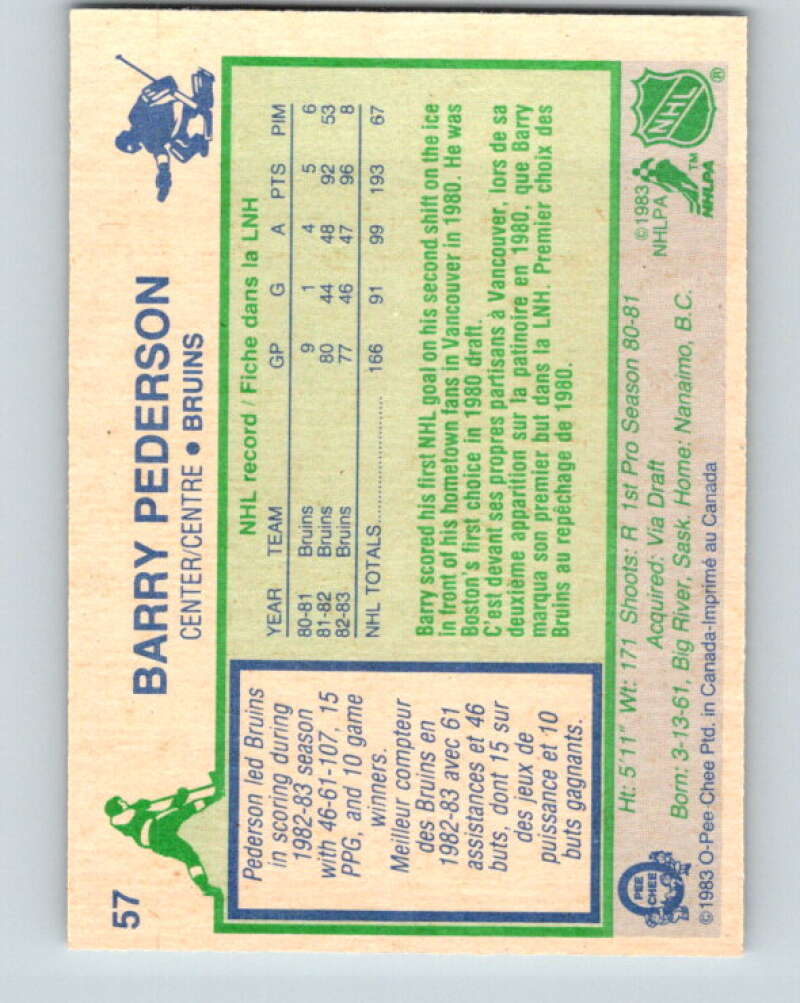 57
BARRY PEDERSON
CENTER/CENTRE • BRUINS
Pederson led Bruins
in scoring during
1982-83 season
with 46-61-107, 15
PPG, and 10 game
winners.
Meilleur compteur
des Bruins en
1982-83 avec 61
assistances et 46
buts, dont 15 sur
des jeux de
puissance et 10
buts gagnants.
NHL record / Fiche dans la LNH
YEAR TEAM GP G A PTS PIM
80-81 Bruins 9 1 4 5 6
81-82 Bruins 80 44 48 92 53
82-83 Bruins 77 46 47 96 8
NHL TOTALS 166 91 99 193 67
Barry scored his first NHL goal on his second shift on the ice
in front of his hometown fans in Vancouver in 1980. He was
Boston's first choice in 1980 draft.
C'est devant ses propres partisans à Vancouver, lors de sa
deuxième apparition sur la patinoire en 1980, que Barry
marqua son premier but dans la LNH. Premier choix des
Bruins au repêchage de 1980.
Ht: 5'11" Wt: 171 Shoots: R 1st Pro Season 80-81
Acquired: Via Draft
Born: 3-13-61, Big River, Sask. Home: Nanaimo, B.C.
©1983 O-Pee Chee Ptd. in Canada-Imprimé au Canada
PEE
CHEE
©1983
NHLPA
TM
NHLPA
NHL
®